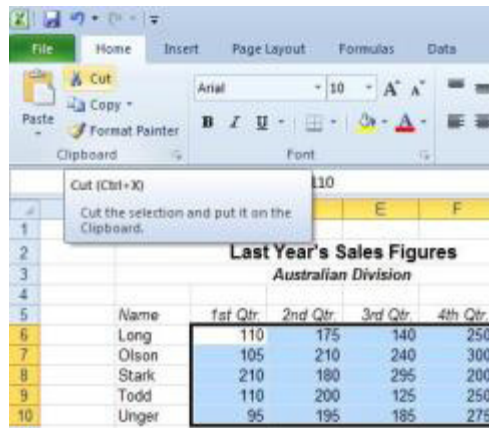 File Home Insert Page Layout Formulas Data
Cut
Copy
Format Painter
Paste
Arial 10 A A
B I U A
Clipboard Font
110
Cut (Ctrl+X)
Cut the selection and put it on the
Clipboard.
E F
1
2 Last Year's Sales Figures
3 Australian Division
4
5 Name 1st Qtr. 2nd Qtr. 3rd Qtr. 4th Qtr.
6 Long 110 175 140 250
7 Olson 105 210 240 300
8 Stark 210 180 295 200
9 Todd 110 200 125 250
10 Unger 95 195 185 275